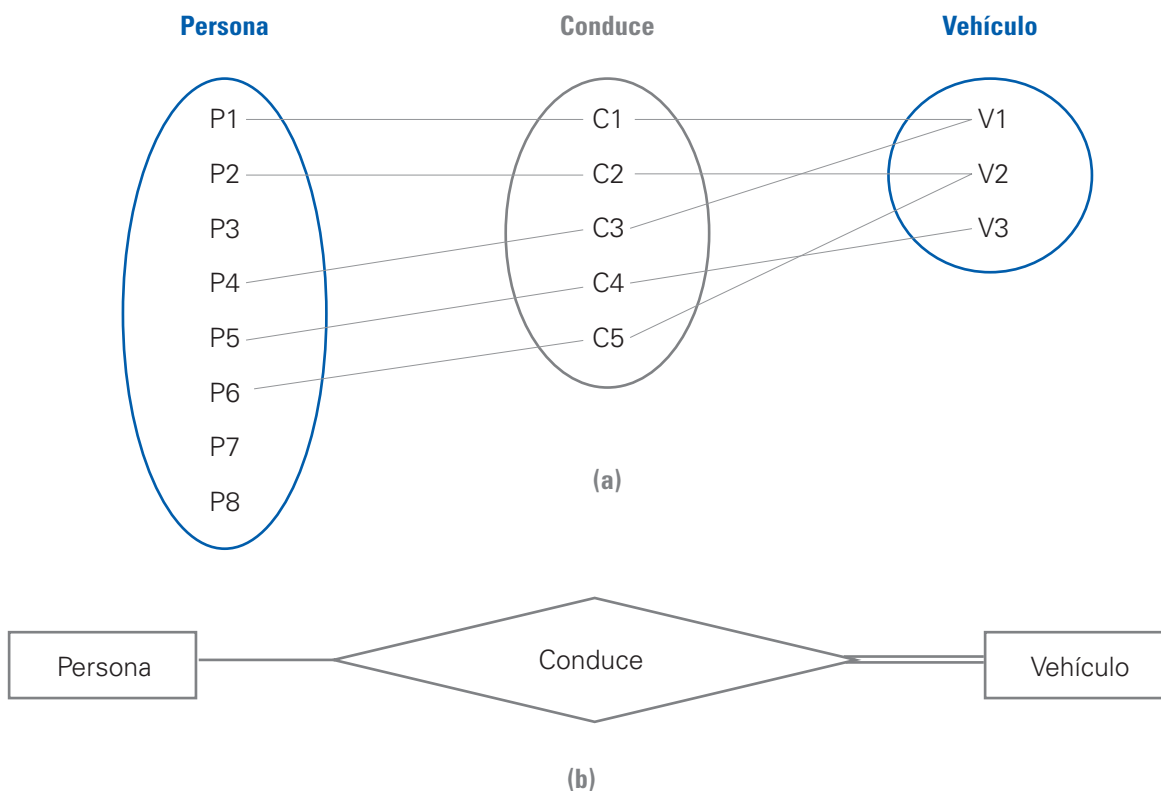 Persona Conduce Vehículo
P1 C1 V1
P2 C2 V2
P3 C3 V3
P4 C4
P5 C5
P6
P7
P8
(a)
Persona Conduce Vehículo
(b)